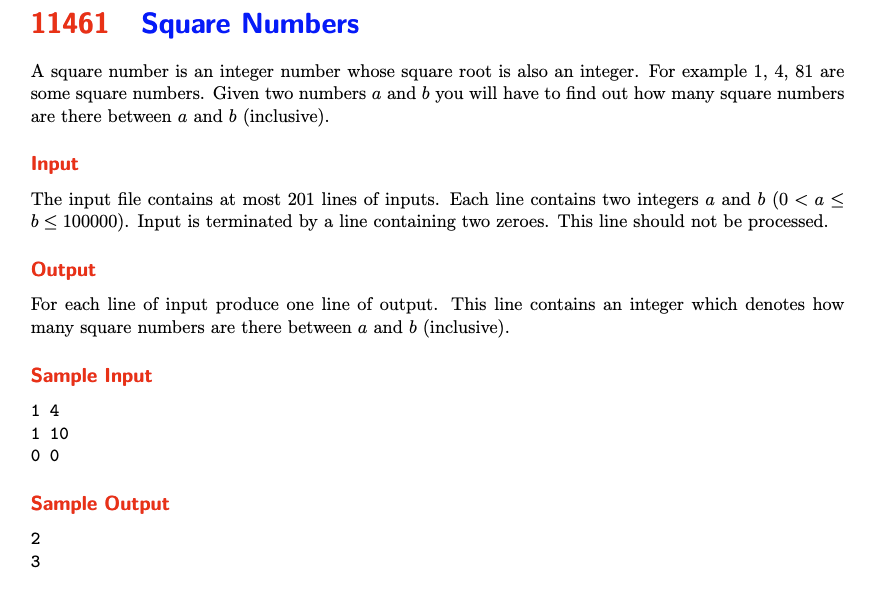 11461 Square Numbers
A square number is an integer number whose square root is also an integer. For example 1, 4, 81 are
some square numbers. Given two numbers a and b you will have to find out how many square numbers
are there between a and b (inclusive).
Input
The input file contains at most 201 lines of inputs. Each line contains two integers a and b (0 < a ≤
b ≤ 100000). Input is terminated by a line containing two zeroes. This line should not be processed.
Output
For each line of input produce one line of output. This line contains an integer which denotes how
many square numbers are there between a and b (inclusive).
Sample Input
1 4
1 10
0 0
Sample Output
2
3